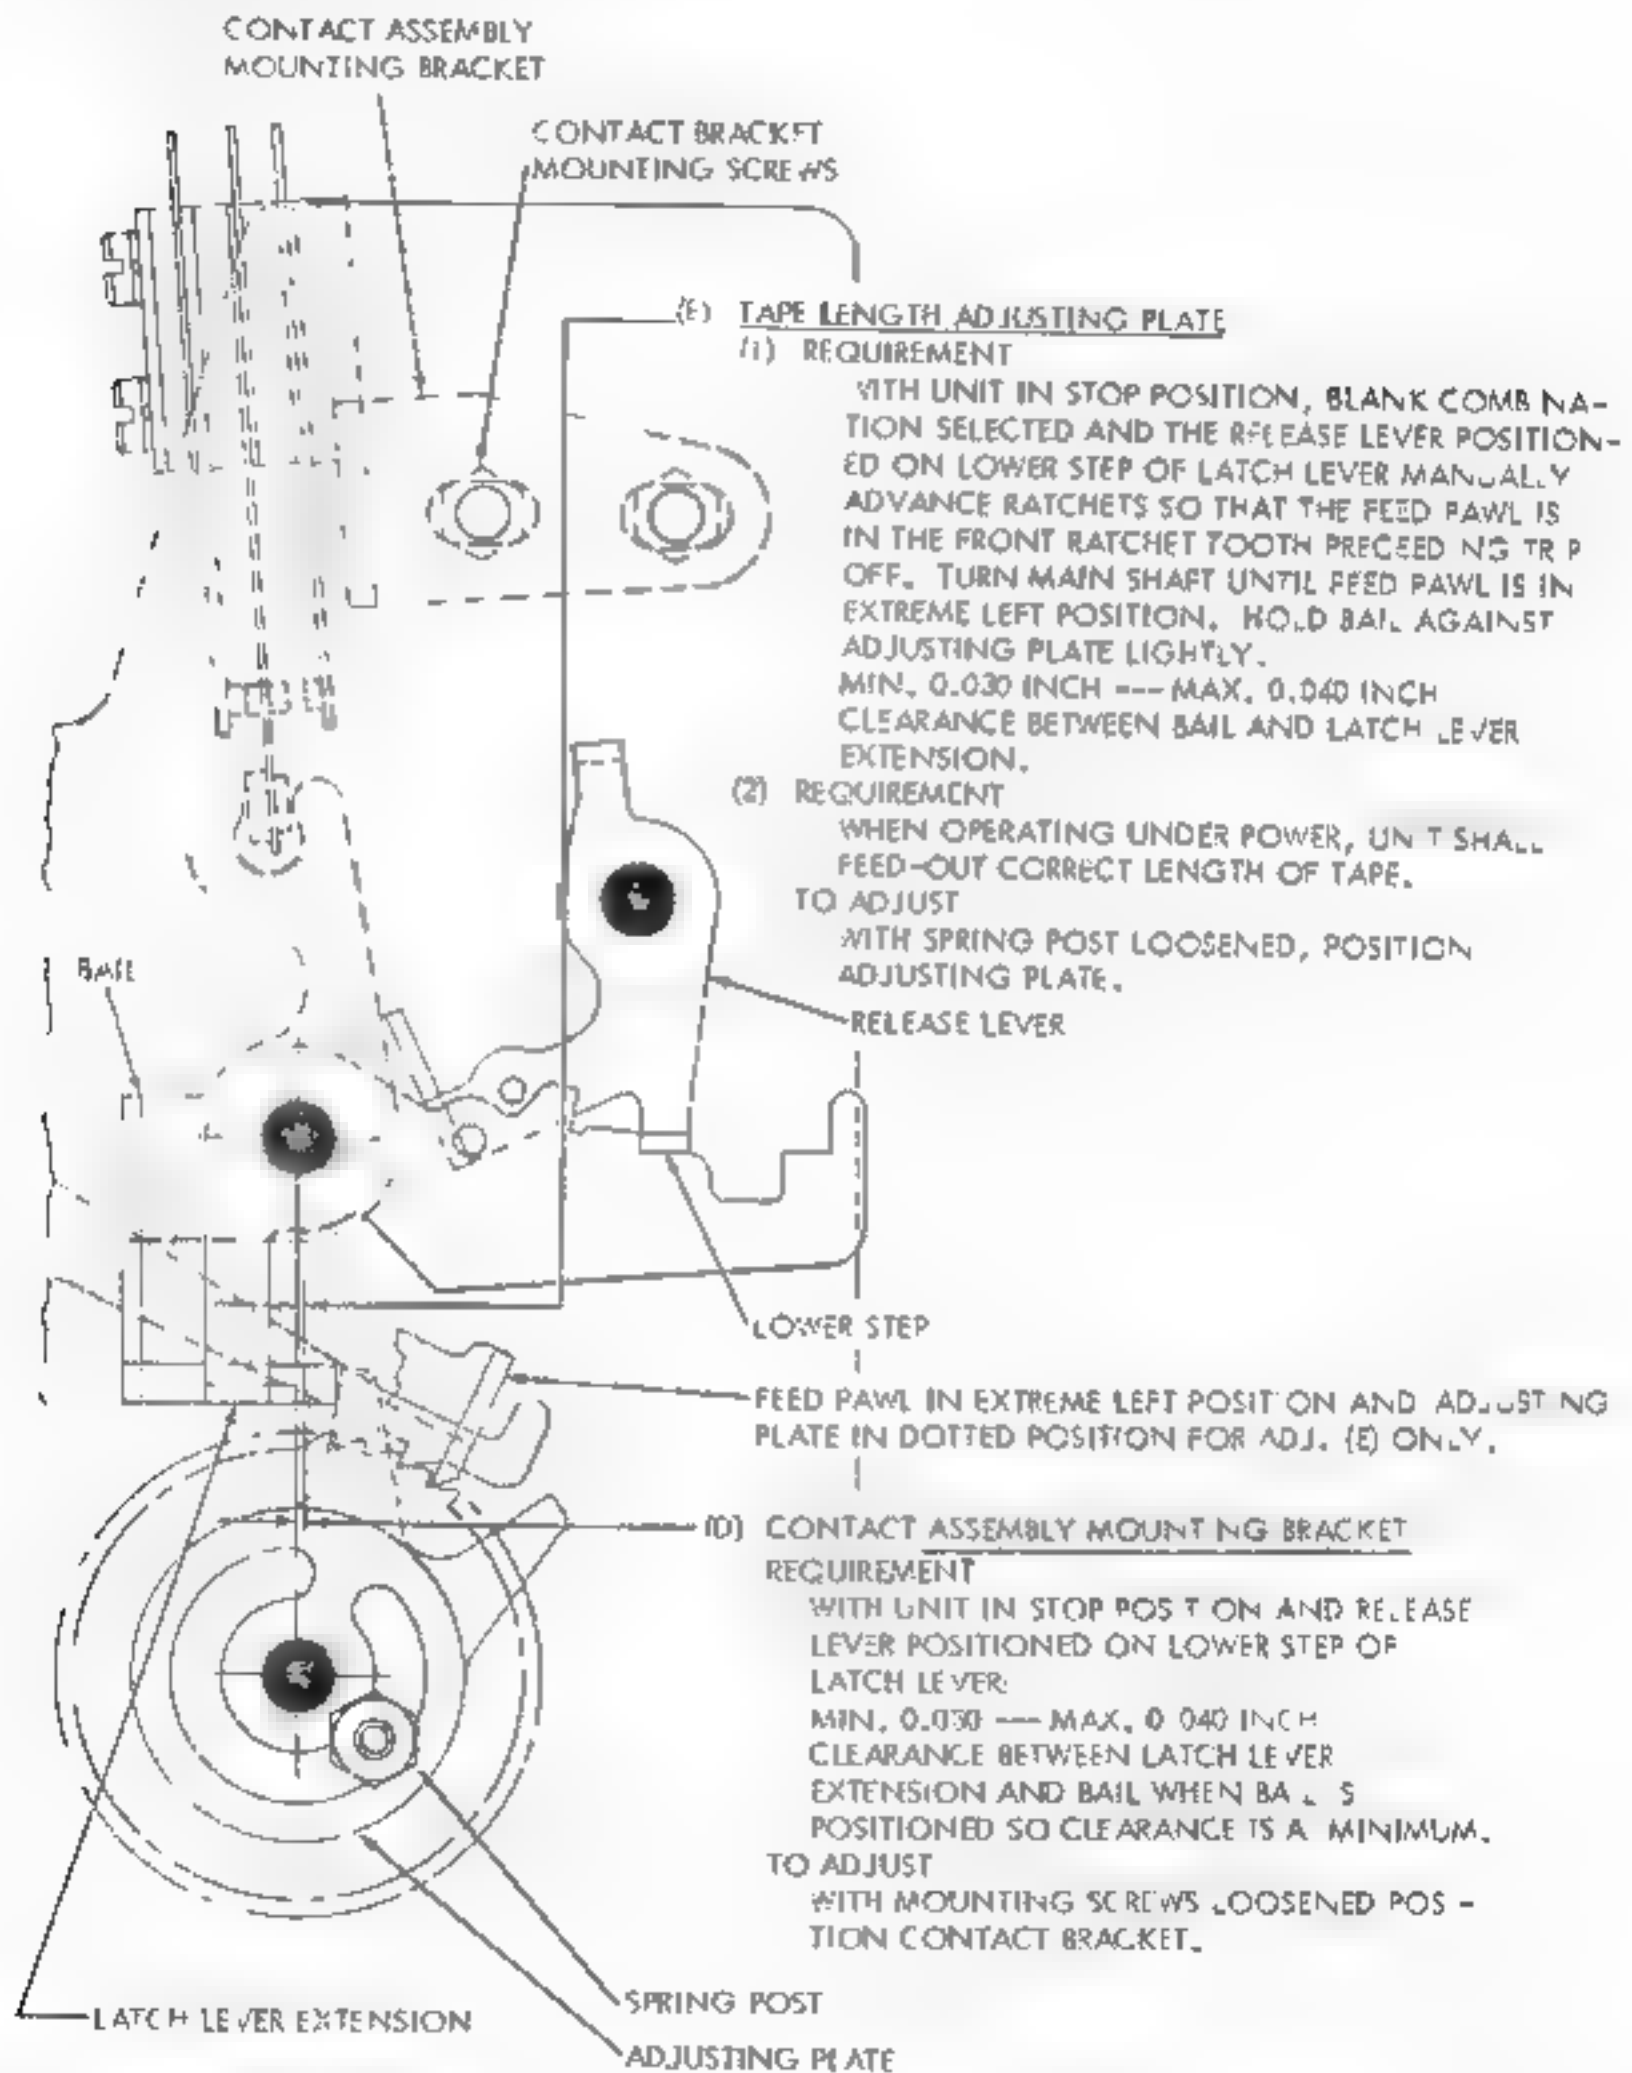 CONTACT ASSEMBLY
MOUNTING BRACKET
CONTACT BRACKET
MOUNTING SCREWS
(E) TAPE LENGTH ADJUSTING PLATE
(1) REQUIREMENT
WITH UNIT IN STOP POSITION, BLANK COMBINA-
TION SELECTED AND THE RELEASE LEVER POSITION-
ED ON LOWER STEP OF LATCH LEVER MANUALLY
ADVANCE RATCHETS SO THAT THE FEED PAWL IS
IN THE FRONT RATCHET TOOTH PRECEEDING TRIP
OFF. TURN MAIN SHAFT UNTIL FEED PAWL IS IN
EXTREME LEFT POSITION. HOLD BAIL AGAINST
ADJUSTING PLATE LIGHTLY.
MIN. 0.030 INCH --- MAX. 0.040 INCH
CLEARANCE BETWEEN BAIL AND LATCH LEVER
EXTENSION.
(2) REQUIREMENT
WHEN OPERATING UNDER POWER, UNIT SHALL
FEED-OUT CORRECT LENGTH OF TAPE.
TO ADJUST
WITH SPRING POST LOOSENED, POSITION
ADJUSTING PLATE.
BAIL
RELEASE LEVER
LOWER STEP
FEED PAWL IN EXTREME LEFT POSITION AND ADJUSTING
PLATE IN DOTTED POSITION FOR ADJ. (E) ONLY.
(D) CONTACT ASSEMBLY MOUNTING BRACKET
REQUIREMENT
WITH UNIT IN STOP POSITION AND RELEASE
LEVER POSITIONED ON LOWER STEP OF
LATCH LEVER:
MIN. 0.030 --- MAX. 0.040 INCH
CLEARANCE BETWEEN LATCH LEVER
EXTENSION AND BAIL WHEN BAIL IS
POSITIONED SO CLEARANCE IS A MINIMUM.
TO ADJUST
WITH MOUNTING SCREWS LOOSENED POSI-
TION CONTACT BRACKET.
SPRING POST
LATCH LEVER EXTENSION
ADJUSTING PLATE